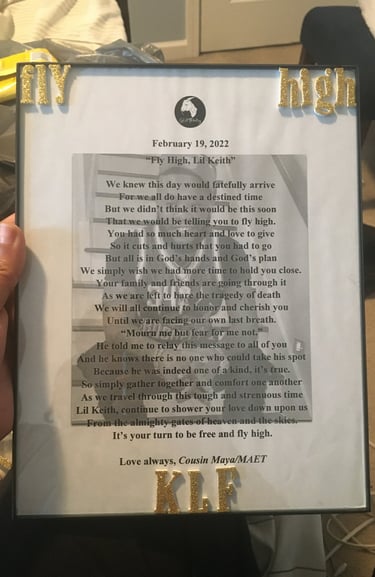 fly high
February 19, 2022
“Fly High, Lil Keith”
We knew this day would fatefully arrive
For we all do have a destined time
But we didn't think it would be this soon
That we would be telling you to fly high.
You had so much heart and love to give
So it cuts and hurts that you had to go
But all is in God's hands and God's plan
We simply wish we had more time to hold you close.
Your family and friends are going through it
As we are left to bare the tragedy of death
We will all continue to honor and cherish you
Until we are facing our own last breath.
“Mourn me but fear for me not.”
He told me to relay this message to all of you
And he knows there is no one who could take his spot
Because he was indeed one of a kind, it's true.
So simply gather together and comfort one another
As we travel through this tough and strenuous time
Lil Keith, continue to shower your love down upon us
From the almighty gates of heaven and the skies.
It's your turn to be free and fly high.
Love always, Cousin Maya/MAET
KLF